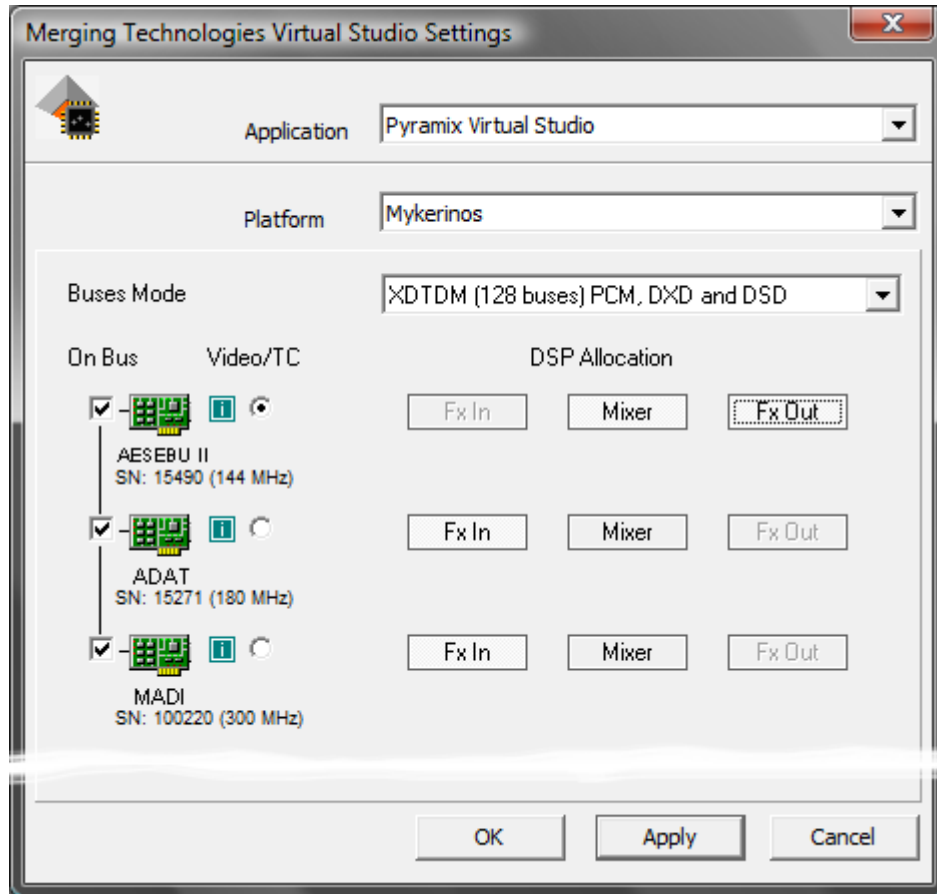 Merging Technologies Virtual Studio Settings
Application Pyramix Virtual Studio
Platform Mykerinos
Buses Mode XDTDM (128 buses) PCM, DXD and DSD
On Bus Video/TC DSP Allocation
i Fx In Mixer Fx Out
AESEBU II
SN: 15490 (144 MHz)
i Fx In Mixer Fx Out
ADAT
SN: 15271 (180 MHz)
i Fx In Mixer Fx Out
MADI
SN: 100220 (300 MHz)
OK Apply Cancel